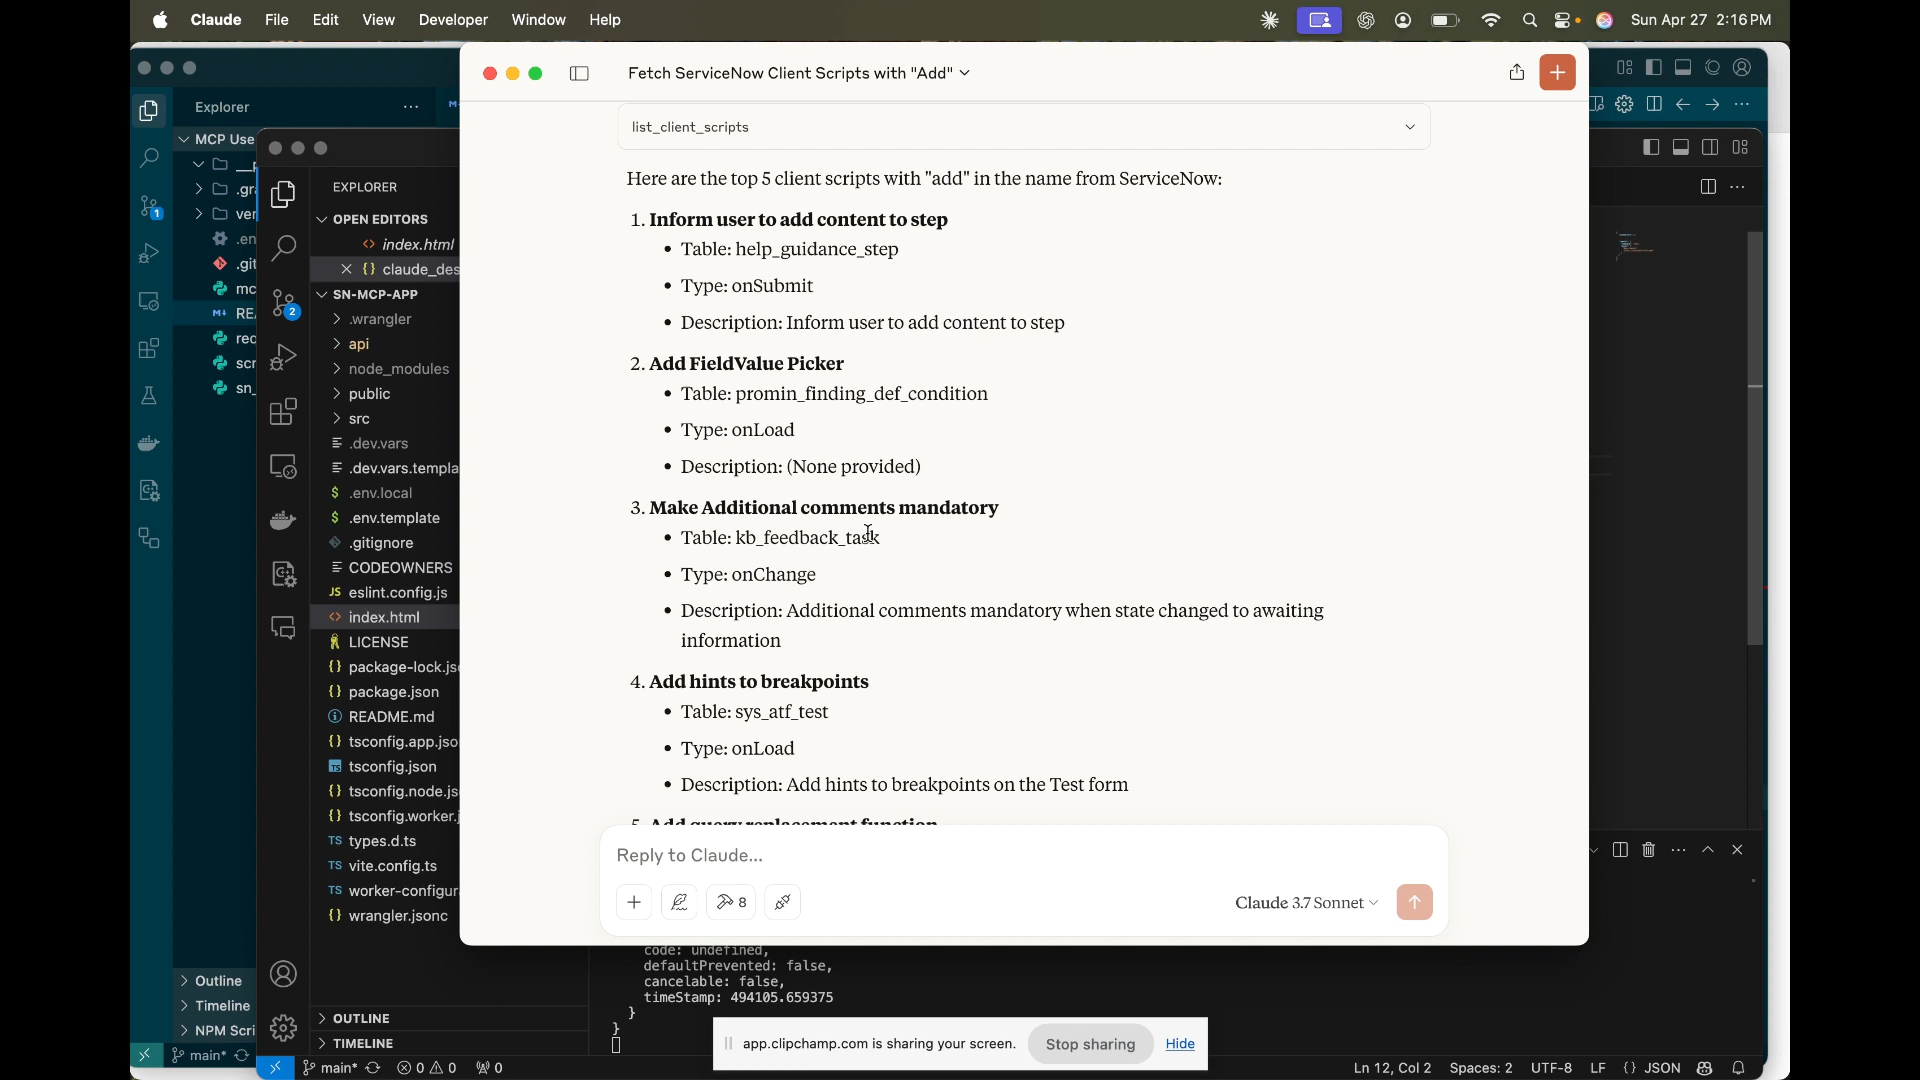 Claude File Edit View Developer Window Help
Sun Apr 27 2:16 PM
Fetch ServiceNow Client Scripts with "Add"
list_client_scripts
Here are the top 5 client scripts with "add" in the name from ServiceNow:
1. Inform user to add content to step
• Table: help_guidance_step
• Type: onSubmit
• Description: Inform user to add content to step
2. Add FieldValue Picker
• Table: promin_finding_def_condition
• Type: onLoad
• Description: (None provided)
3. Make Additional comments mandatory
• Table: kb_feedback_task
• Type: onChange
• Description: Additional comments mandatory when state changed to awaiting
information
4. Add hints to breakpoints
• Table: sys_atf_test
• Type: onLoad
• Description: Add hints to breakpoints on the Test form
5. Add query replacement function
Reply to Claude...
8
Claude 3.7 Sonnet
Explorer
MCP Use
1
Outline
Timeline
NPM Scri
main*
EXPLORER
OPEN EDITORS
index.html
claude_des
SN-MCP-APP
.wrangler
api
node_modules
public
src
.dev.vars
.dev.vars.templa
.env.local
.env.template
.gitignore
CODEOWNERS
eslint.config.js
index.html
LICENSE
package-lock.js
package.json
README.md
tsconfig.app.jso
tsconfig.json
tsconfig.node.js
tsconfig.worker.j
types.d.ts
vite.config.ts
worker-configur
wrangler.jsonc
2
OUTLINE
TIMELINE
code: undefined,
defaultPrevented: false,
cancelable: false,
timeStamp: 494105.659375
}
}
app.clipchamp.com is sharing your screen.
Stop sharing
Hide
main* 0 0 0
Ln 12, Col 2 Spaces: 2 UTF-8 LF {} JSON